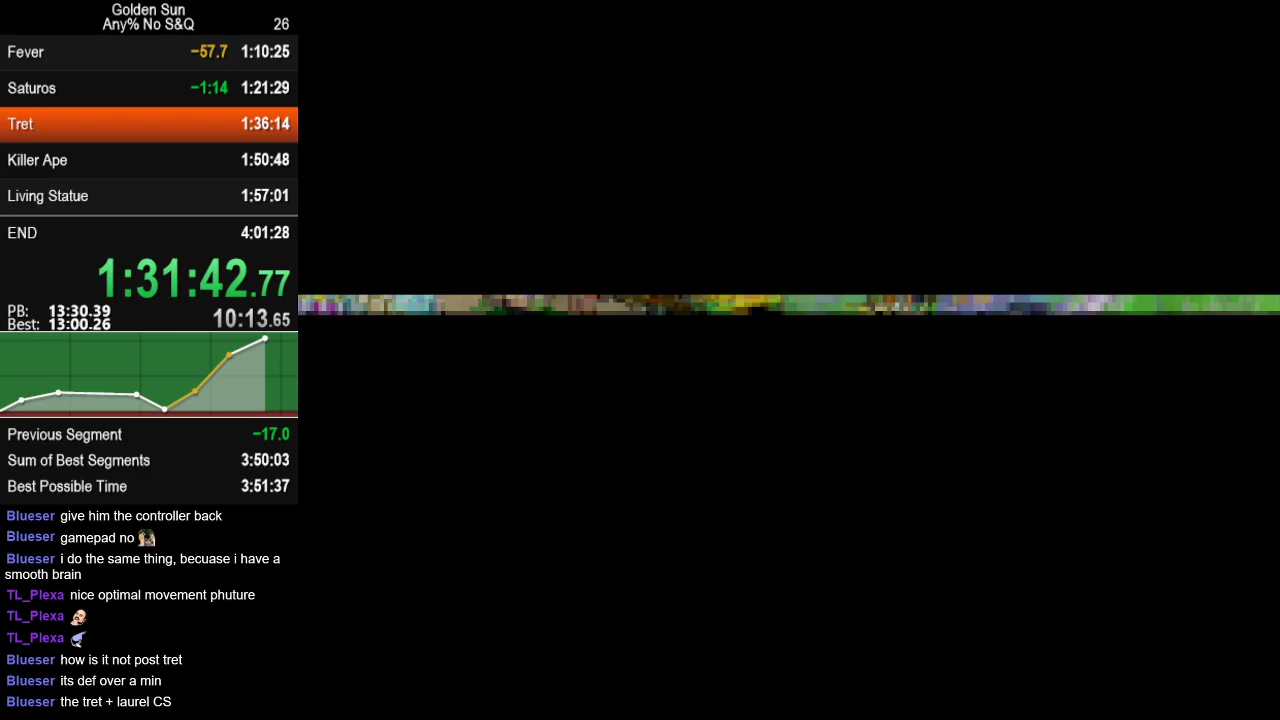 Golden Sun
Any% No S&Q 26
Fever −57.7 1:10:25
Saturos −1:14 1:21:29
Tret 1:36:14
Killer Ape 1:50:48
Living Statue 1:57:01
END 4:01:28
1:31:42.77
PB: 13:30.39
Best: 13:00.26 10:13.65
Previous Segment −17.0
Sum of Best Segments 3:50:03
Best Possible Time 3:51:37
Blueser give him the controller back
Blueser gamepad no
Blueser i do the same thing, becuase i have a
smooth brain
TL_Plexa nice optimal movement phuture
TL_Plexa
TL_Plexa
Blueser how is it not post tret
Blueser its def over a min
Blueser the tret + laurel CS